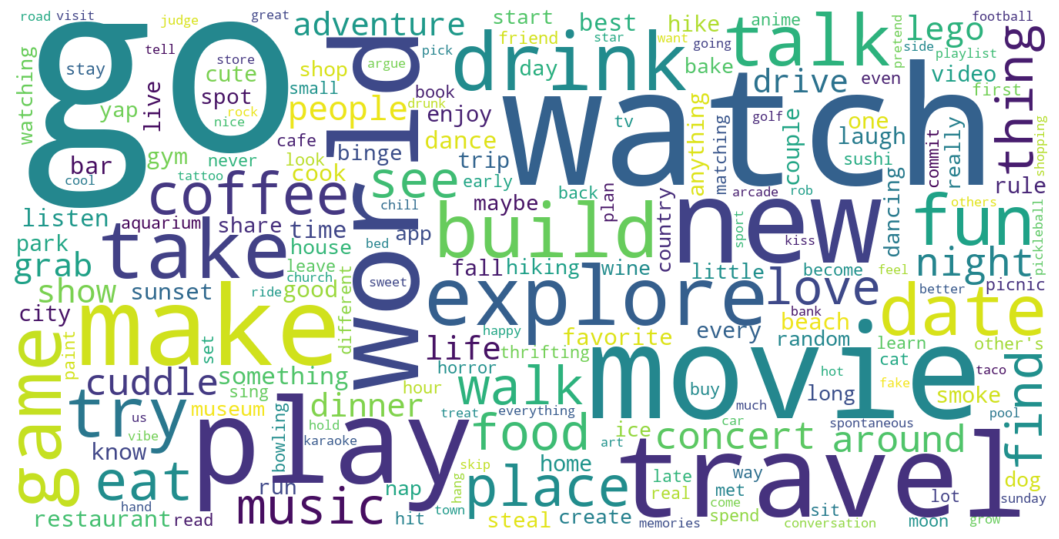 go
world
watch
movie
travel
play
make
new
explore
build
drink
talk
take
coffee
see
fun
date
thing
find
game
try
eat
walk
food
place
music
concert
around
love
night
life
cuddle
dinner
adventure
people
drive
lego
grab
show
bar
road
visit
judge
great
store
stay
tell
cute
spot
watching
yap
live
rock
nice
cool
tattoo
never
gym
shop
small
cafe
look
cook
argue
pick
star
start
friend
best
hike
anime
going
want
pretend
football
side
playlist
video
even
first
day
bake
book
drunk
enjoy
dance
tv
binge
trip
early
back
anything
matching
golf
couple
one
laugh
sushi
really
commit
shopping
arcade
rob
dancing
rule
others
pickleball
listen
aquarium
share
time
chill
maybe
plan
country
sport
kiss
park
house
app
bed
leave
church
sweet
fall
hiking
wine
little
become
feel
picnic
better
sunset
ride
good
different
city
set
happy
favorite
every
beach
bank
random
learn
cat
other's
paint
something
hour
horror
thrifting
buy
hot
fake
taco
long
smoke
museum
sing
us
vibe
hold
karaoke
bowling
treat
everything
much
car
art
ice
spontaneous
pool
know
hand
run
nap
skip
hang
town
home
late
real
way
met
come
spend
sit
conversation
lot
dog
sunday
restaurant
read
hit
steal
create
memories
moon
grow